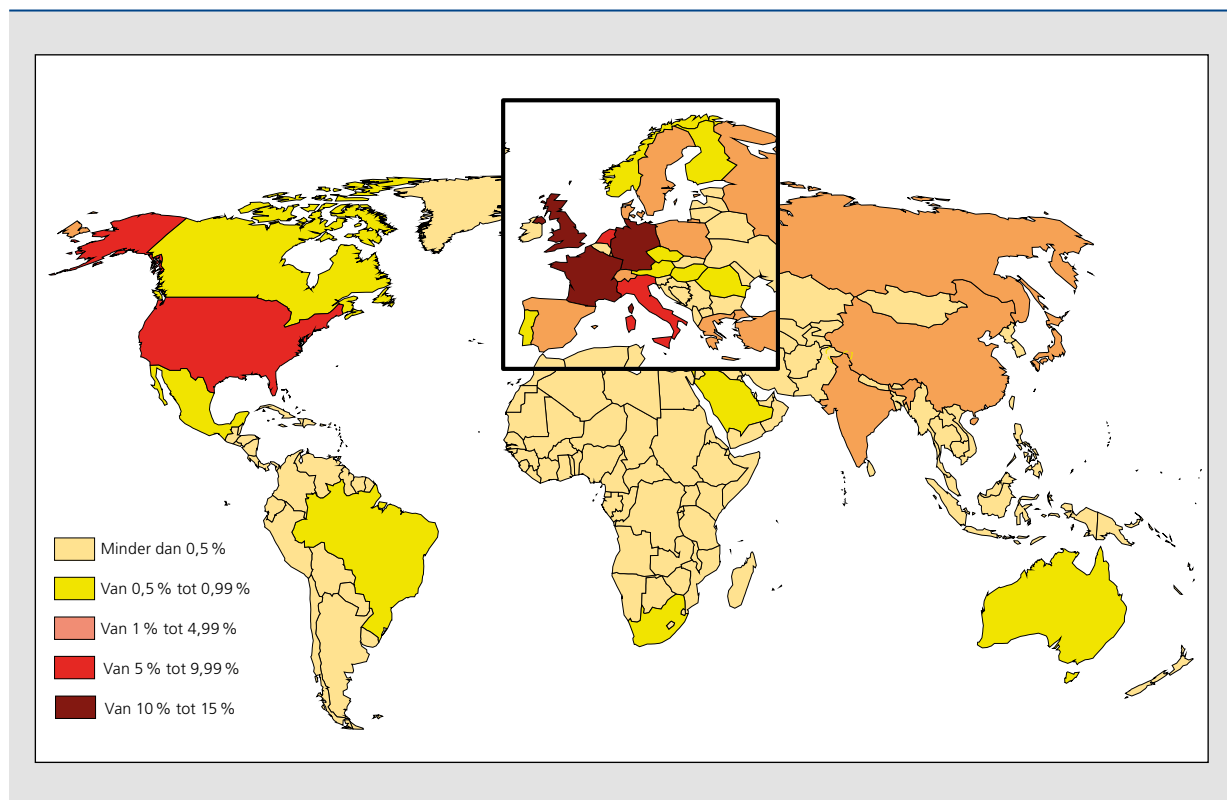 Minder dan 0,5 %
Van 0,5 % tot 0,99 %
Van 1 % tot 4,99 %
Van 5 % tot 9,99 %
Van 10 % tot 15 %